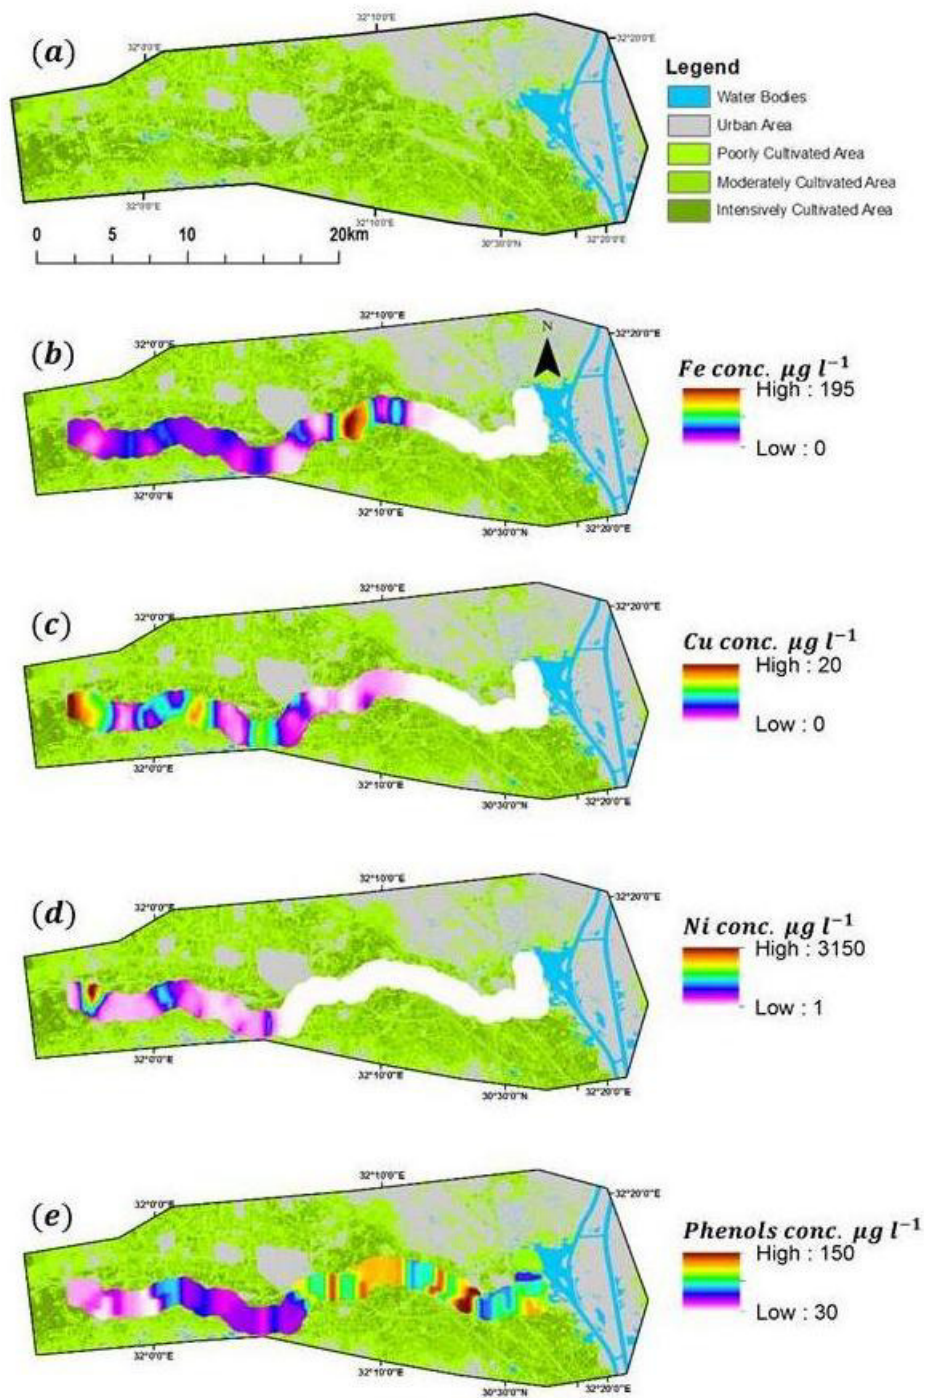 (a)
32°10'0"E
32°20'0"E
32°0'0"E
32°0'0"E
32°10'0"E
30°30'0"N
32°20'0"E
Legend
Water Bodies
Urban Area
Poorly Cultivated Area
Moderately Cultivated Area
Intensively Cultivated Area
0 5 10 20km
(b)
32°10'0"E
N
32°20'0"E
32°0'0"E
32°0'0"E
32°10'0"E
30°30'0"N
32°20'0"E
Fe conc. μg l⁻¹
High : 195
Low : 0
(c)
32°10'0"E
32°20'0"E
32°0'0"E
32°0'0"E
32°10'0"E
30°30'0"N
32°20'0"E
Cu conc. μg l⁻¹
High : 20
Low : 0
(d)
32°10'0"E
32°20'0"E
32°0'0"E
32°0'0"E
32°10'0"E
30°30'0"N
32°20'0"E
Ni conc. μg l⁻¹
High : 3150
Low : 1
(e)
32°10'0"E
32°20'0"E
32°0'0"E
32°0'0"E
32°10'0"E
30°30'0"N
32°20'0"E
Phenols conc. μg l⁻¹
High : 150
Low : 30